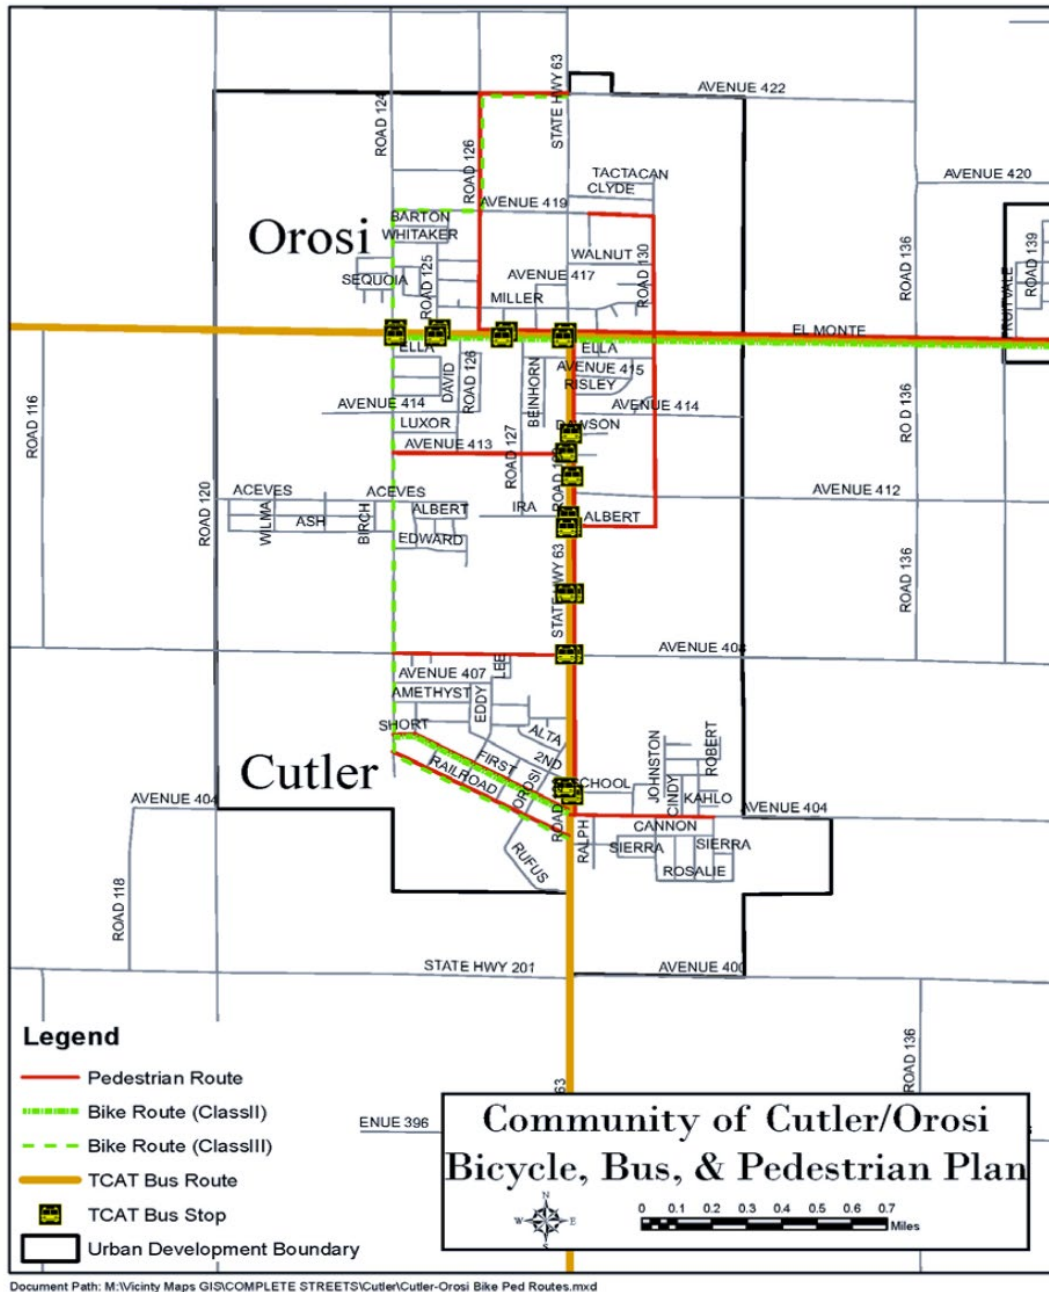 STATE HWY 63
AVENUE 422
ROAD 124
ROAD 126
TACTACAN
CLYDE
AVENUE 420
AVENUE 419
BARTON
WHITAKER
Orosi
WALNUT
ROAD 130
ROAD 136
ROAD 139
FRUITVALE
SEQUOIA
ROAD 125
AVENUE 417
MILLER
EL MONTE
ELLA
ELLA
AVENUE 415
RISLEY
DAVID
ROAD 126
BEINHORN
AVENUE 414
AVENUE 414
RO D 136
ROAD 116
LUXOR
DAWSON
AVENUE 413
ROAD 127
ROAD 120
ACEVES
ACEVES
AVENUE 412
WILMA
ASH
BIRCH
ALBERT
IRA
ALBERT
EDWARD
STATE HWY 63
ROAD 136
AVENUE 408
AVENUE 407
LEE
AMETHYST
EDDY
SHORT
ALTA
2ND
FIRST
RAILROAD
OROSI
Cutler
SCHOOL
JOHNSTON
ROBERT
CINDY
KAHLO
AVENUE 404
AVENUE 404
CANNON
RALPH
SIERRA
SIERRA
ROSALIE
RUFUS
ROAD 118
STATE HWY 201
AVENUE 400
ROAD 136
63
ENUE 396
Legend
Pedestrian Route
Bike Route (ClassII)
Bike Route (ClassIII)
TCAT Bus Route
TCAT Bus Stop
Urban Development Boundary
Community of Cutler/Orosi
Bicycle, Bus, & Pedestrian Plan
N
W E
S
0 0.1 0.2 0.3 0.4 0.5 0.6 0.7
Miles
Document Path: M:\Vicinty Maps GIS\COMPLETE STREETS\Cutler\Cutler-Orosi Bike Ped Routes.mxd